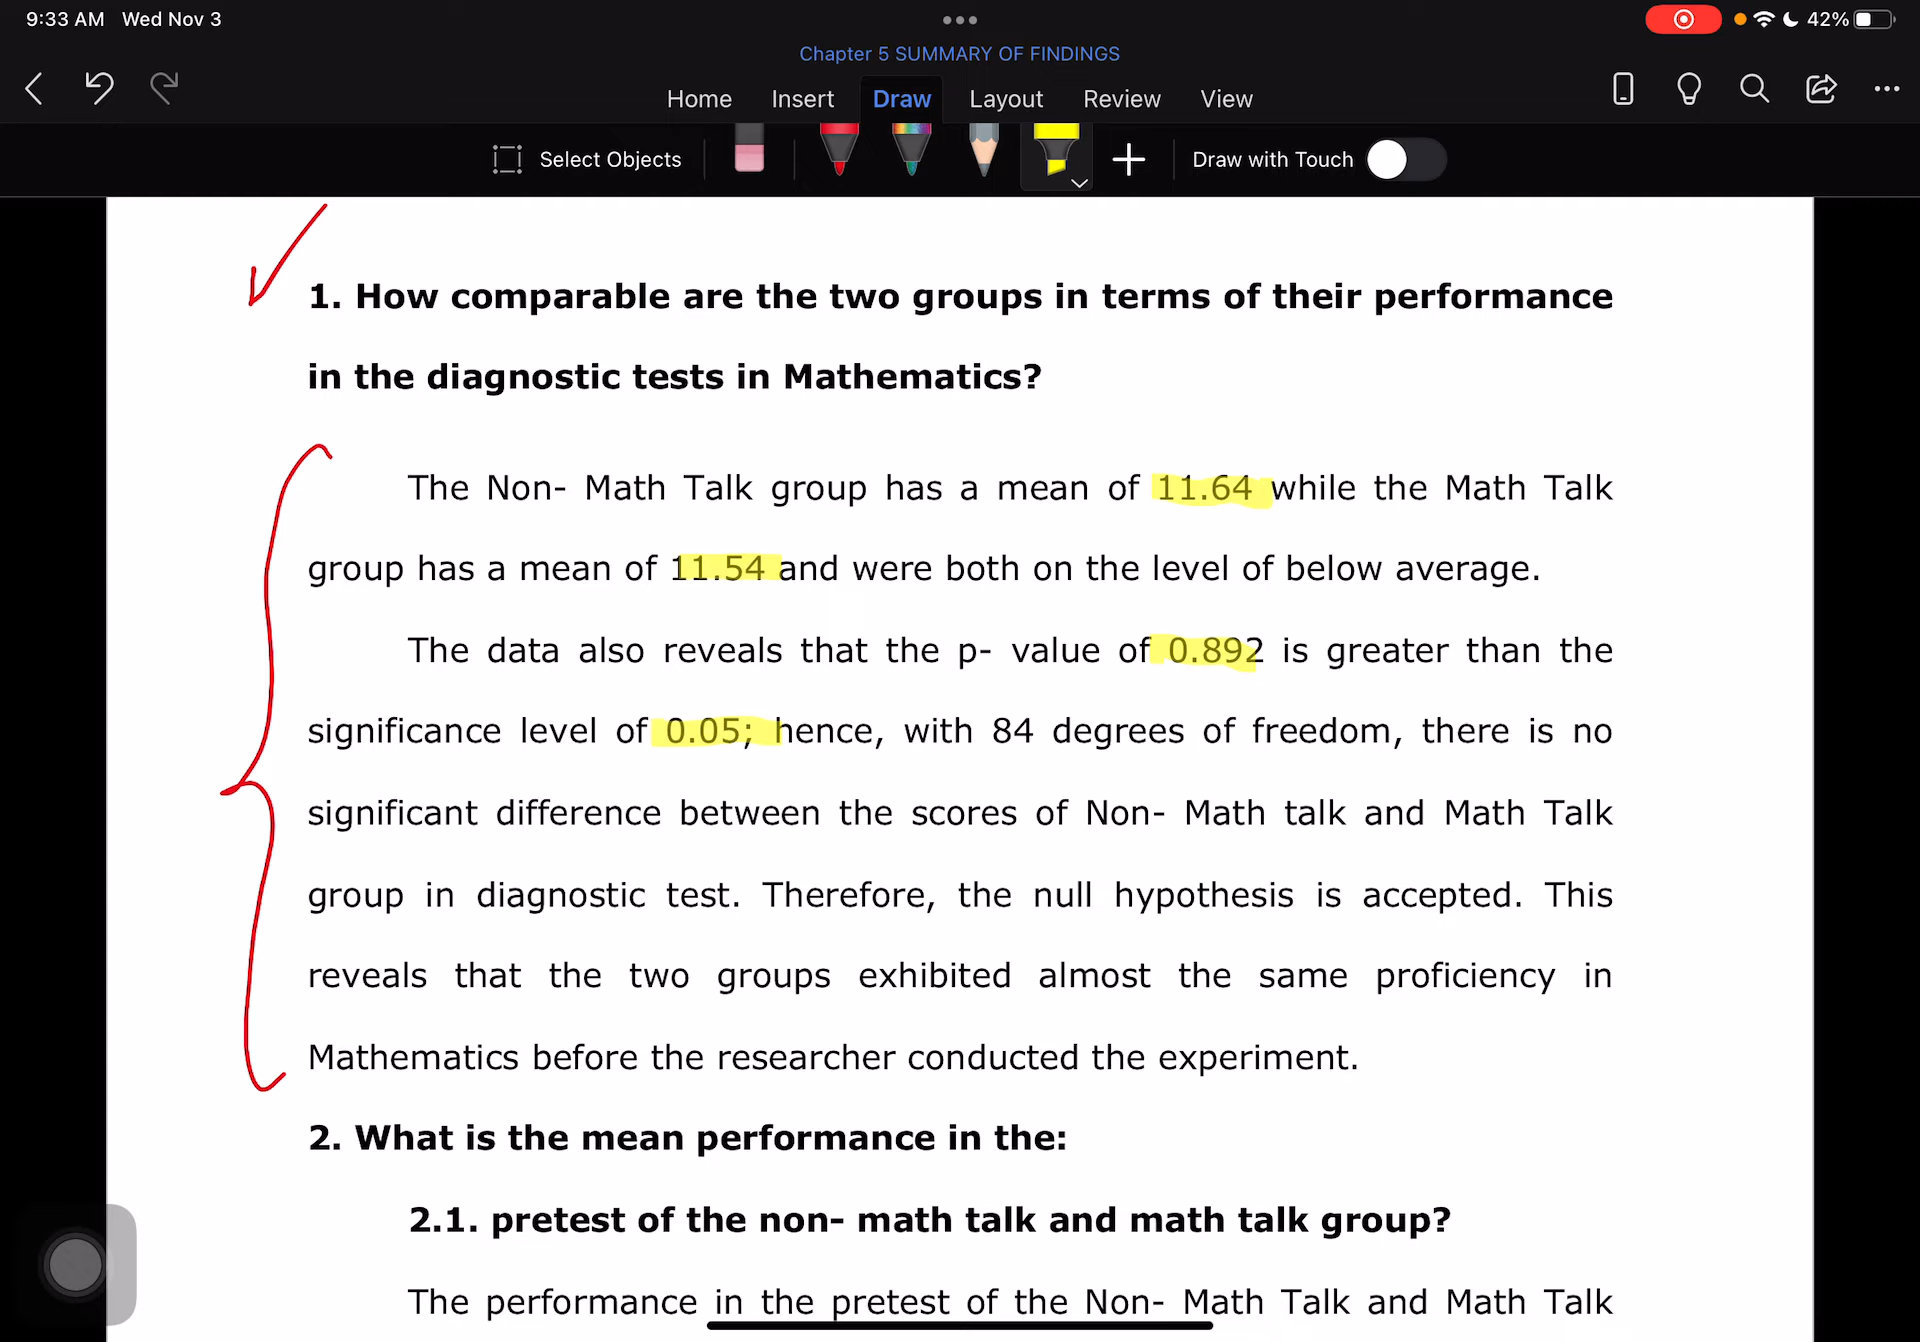 9:33 AM Wed Nov 3
42%
Chapter 5 SUMMARY OF FINDINGS
Home Insert Draw Layout Review View
Select Objects
Draw with Touch
1. How comparable are the two groups in terms of their performance
in the diagnostic tests in Mathematics?
The Non- Math Talk group has a mean of 11.64 while the Math Talk
group has a mean of 11.54 and were both on the level of below average.
The data also reveals that the p- value of 0.892 is greater than the
significance level of 0.05; hence, with 84 degrees of freedom, there is no
significant difference between the scores of Non- Math talk and Math Talk
group in diagnostic test. Therefore, the null hypothesis is accepted. This
reveals that the two groups exhibited almost the same proficiency in
Mathematics before the researcher conducted the experiment.
2. What is the mean performance in the:
2.1. pretest of the non- math talk and math talk group?
The performance in the pretest of the Non- Math Talk and Math Talk